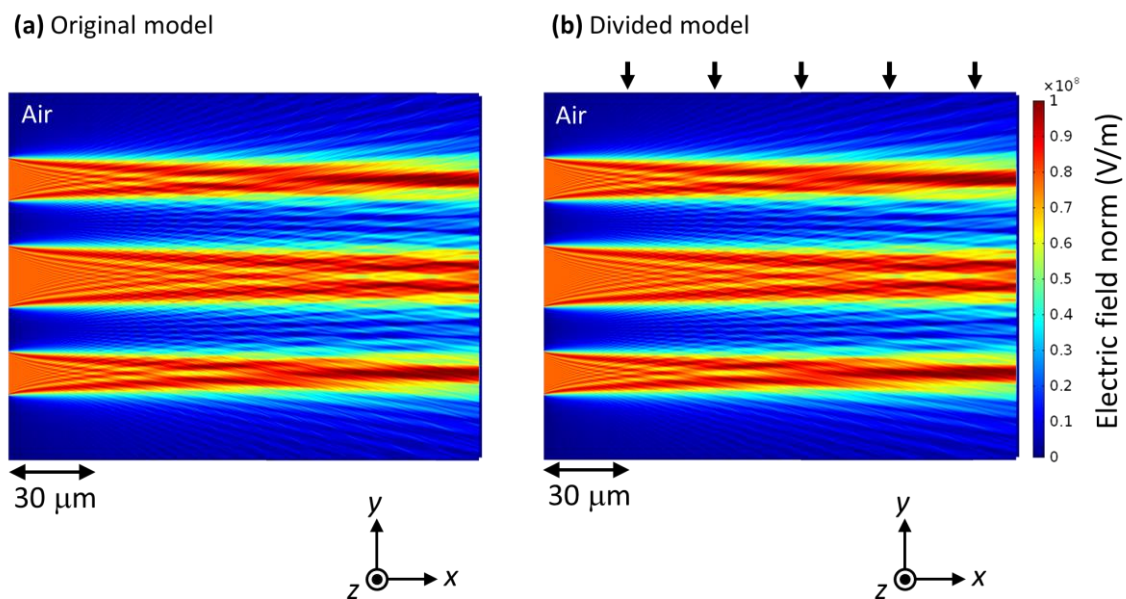 (a) Original model
(b) Divided model
Air
Air
×10⁸
1
0.9
0.8
0.7
0.6
0.5
0.4
0.3
0.2
0.1
0
Electric field norm (V/m)
30 μm
30 μm
y
z
x
y
z
x